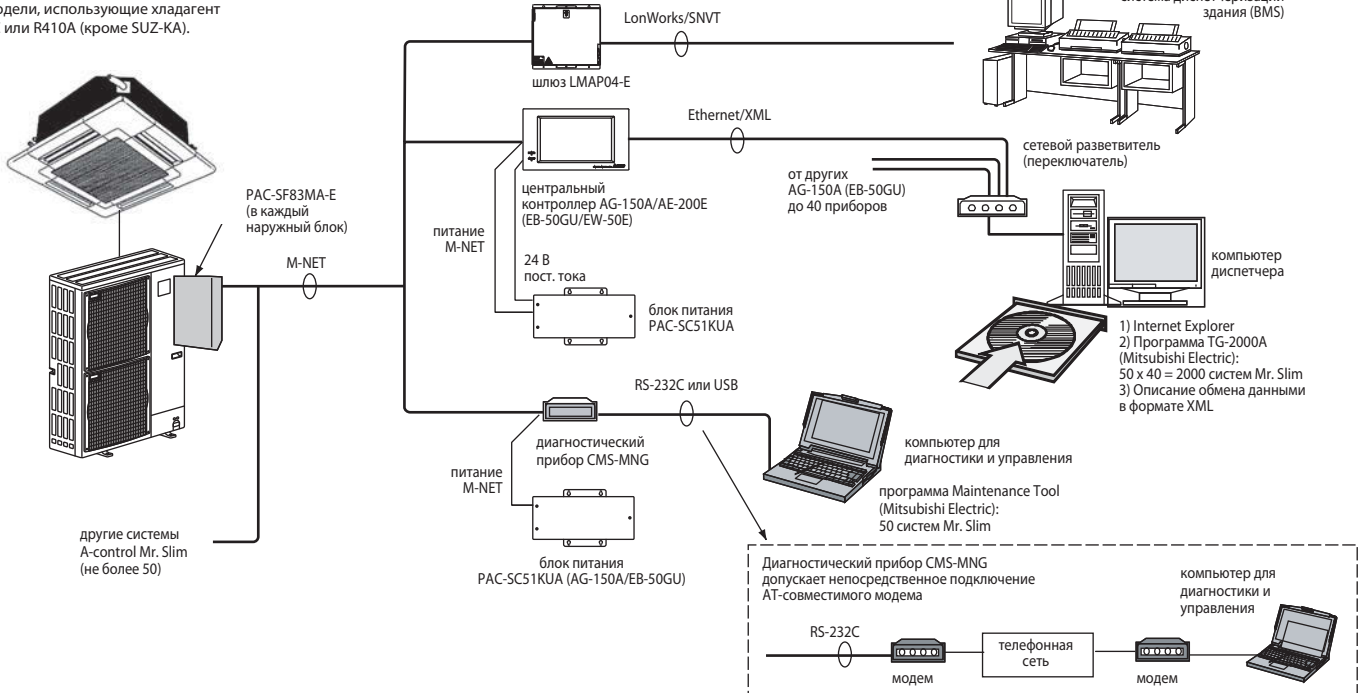 дели, использующие хладагент
или R410A (кроме SUZ-KA).
PAC-SF83MA-E
(в каждый
наружный блок)
M-NET
другие системы
A-control Mr. Slim
(не более 50)
LonWorks/SNVT
шлюз LMAP04-E
здания (BMS)
Ethernet/XML
центральный
контроллер AG-150A/AE-200E
(EB-50GU/EW-50E)
питание
M-NET
24 В
пост. тока
блок питания
PAC-SC51KUA
от других
AG-150A (EB-50GU)
до 40 приборов
сетевой разветвитель
(переключатель)
компьютер
диспетчера
1) Internet Explorer
2) Программа TG-2000A
(Mitsubishi Electric):
50 x 40 = 2000 систем Mr. Slim
3) Описание обмена данными
в формате XML
RS-232C или USB
диагностический
прибор CMS-MNG
питание
M-NET
блок питания
PAC-SC51KUA (AG-150A/EB-50GU)
компьютер для
диагностики и управления
программа Maintenance Tool
(Mitsubishi Electric):
50 систем Mr. Slim
Диагностический прибор CMS-MNG
допускает непосредственное подключение
АТ-совместимого модема
RS-232C
модем
телефонная
сеть
модем
компьютер для
диагностики и
управления